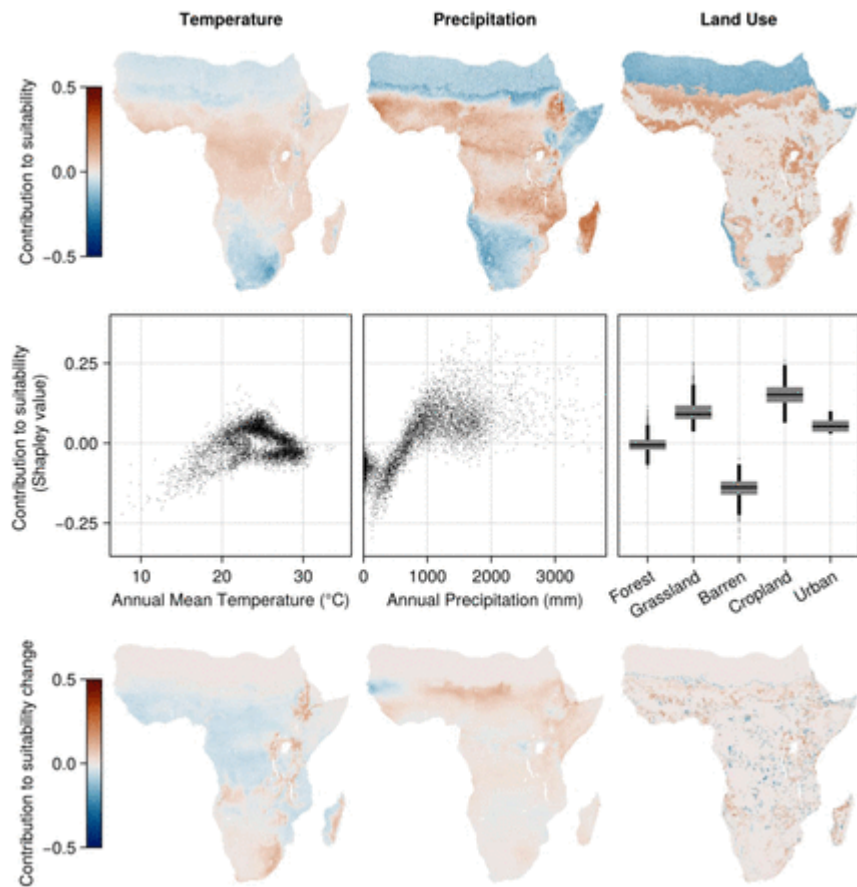 Temperature Precipitation Land Use
0.5
0.0
−0.5
Contribution to suitability
0.25
0.00
−0.25
Contribution to suitability
(Shapley value)
10 20 30
Annual Mean Temperature (°C)
0 1000 2000 3000
Annual Precipitation (mm)
Forest
Grassland
Barren
Cropland
Urban
0.5
0.0
−0.5
Contribution to suitability change